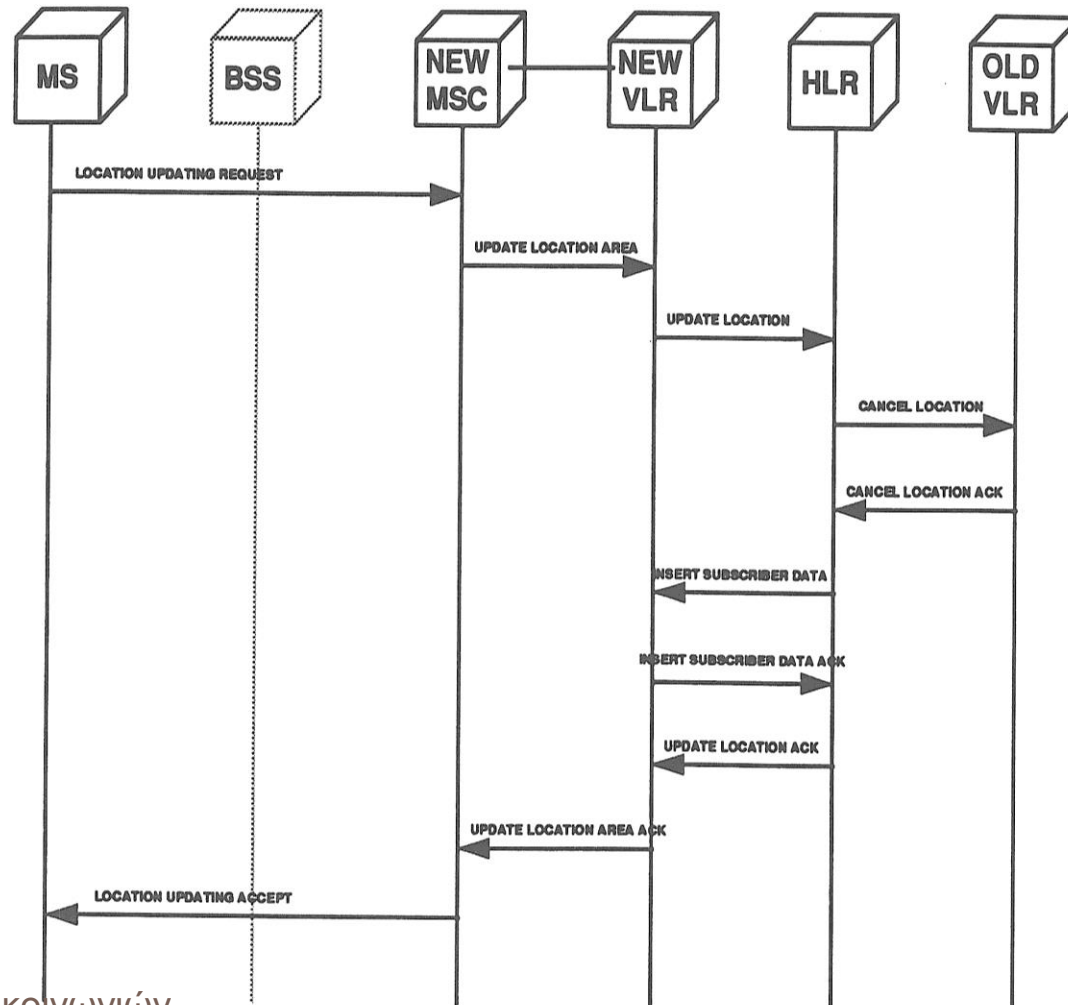 MS
BSS
NEW
MSC
NEW
VLR
HLR
OLD
VLR
LOCATION UPDATING REQUEST
UPDATE LOCATION AREA
UPDATE LOCATION
CANCEL LOCATION
CANCEL LOCATION ACK
INSERT SUBSCRIBER DATA
INSERT SUBSCRIBER DATA ACK
UPDATE LOCATION ACK
UPDATE LOCATION AREA ACK
LOCATION UPDATING ACCEPT